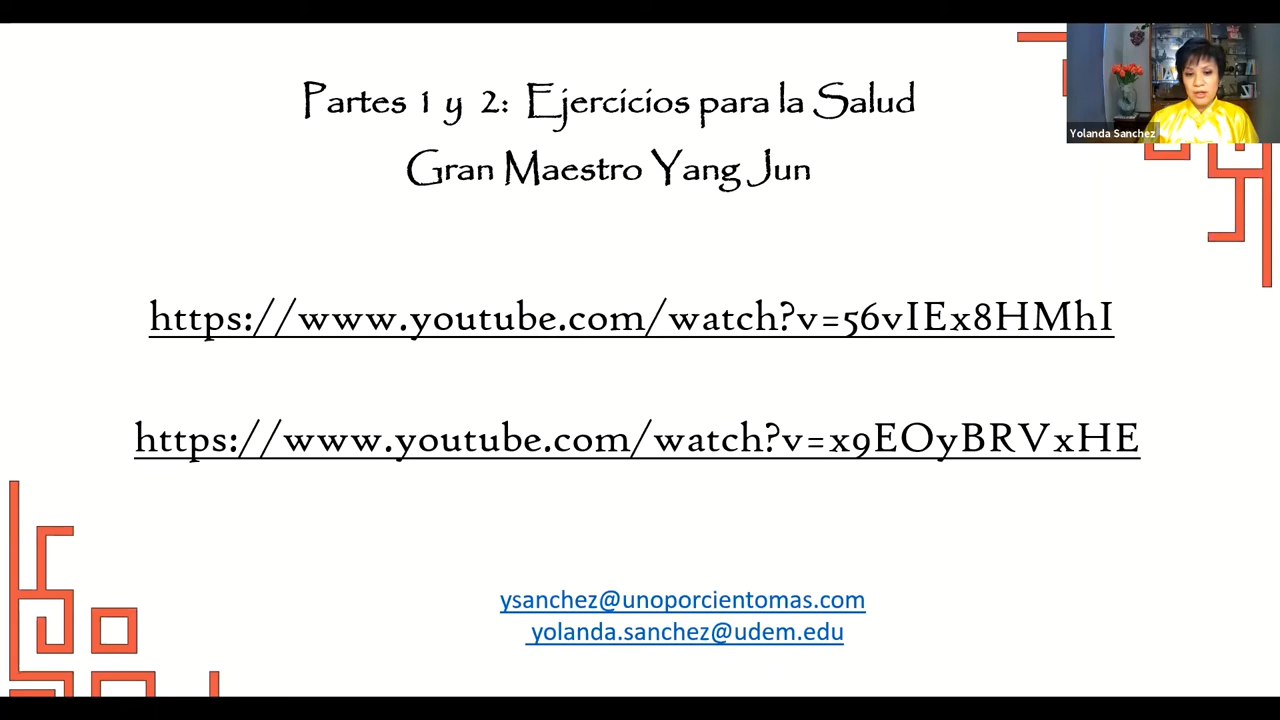 Partes 1 y 2: Ejercicios para la Salud
Gran Maestro Yang Jun
Yolanda Sanchez
https://www.youtube.com/watch?v=56vIEx8HMhI
https://www.youtube.com/watch?v=x9EOyBRVxHE
ysanchez@unoporcientomas.com
yolanda.sanchez@udem.edu